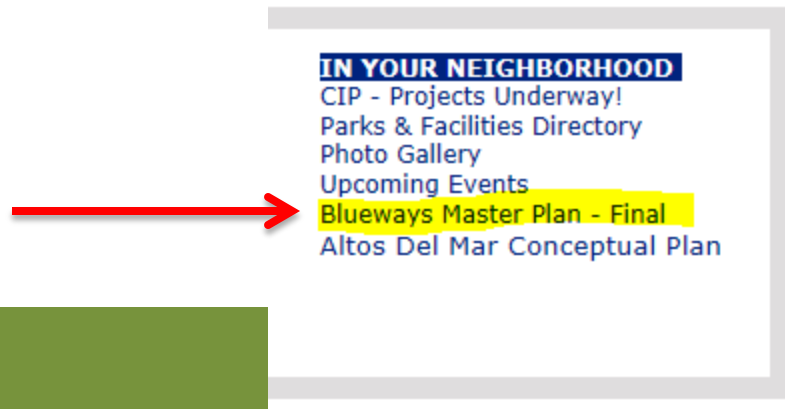 IN YOUR NEIGHBORHOOD
CIP - Projects Underway!
Parks & Facilities Directory
Photo Gallery
Upcoming Events
Blueways Master Plan - Final
Altos Del Mar Conceptual Plan